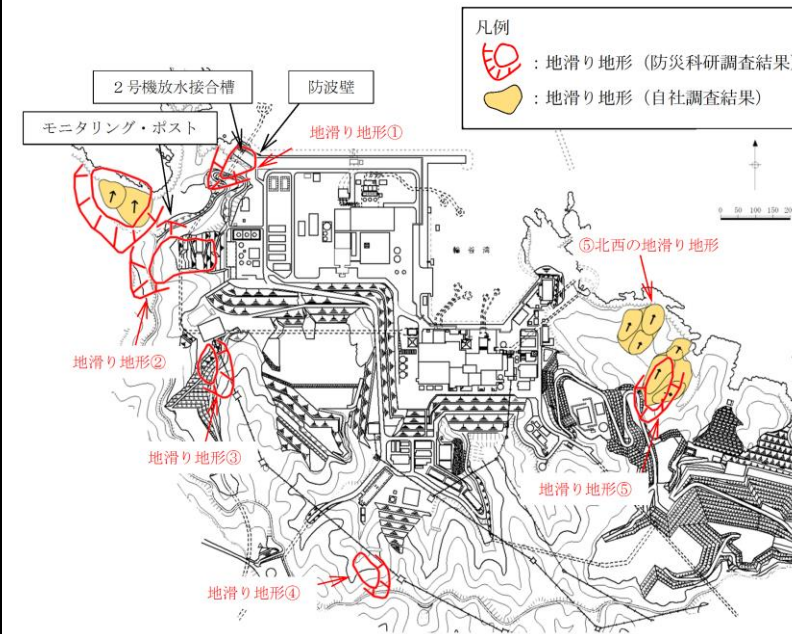 凡例
：地滑り地形（防災科研調査結果）
：地滑り地形（自社調査結果）
２号機放水接合槽
防波壁
モニタリング・ポスト
地滑り地形①
0 50 100 150 200
輪谷湾
⑤北西の地滑り地形
地滑り地形②
地滑り地形③
地滑り地形⑤
地滑り地形④